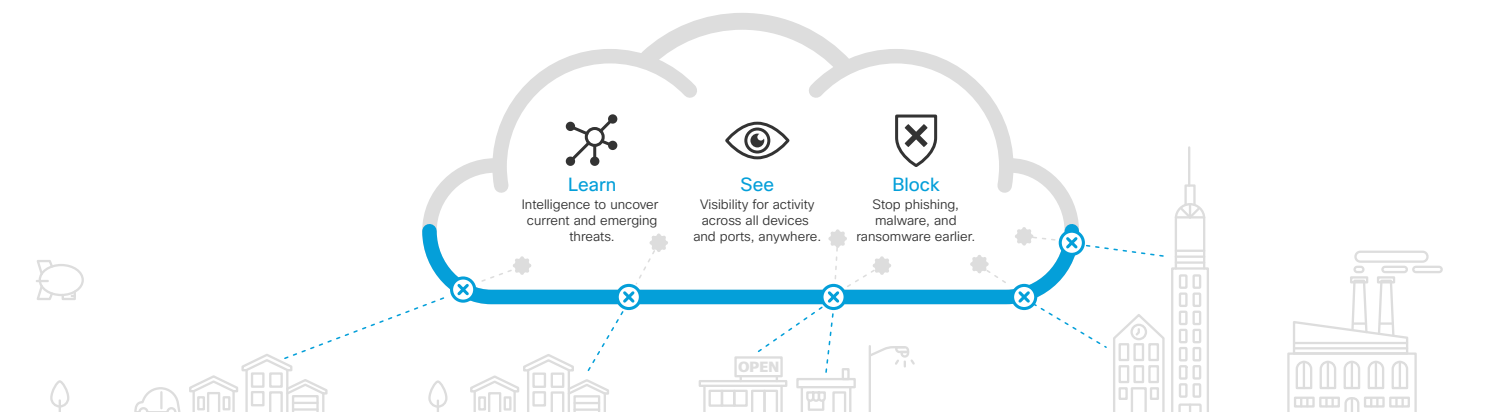 Learn
Intelligence to uncover
current and emerging
threats.
See
Visibility for activity
across all devices
and ports, anywhere.
Block
Stop phishing,
malware, and
ransomware earlier.
OPEN